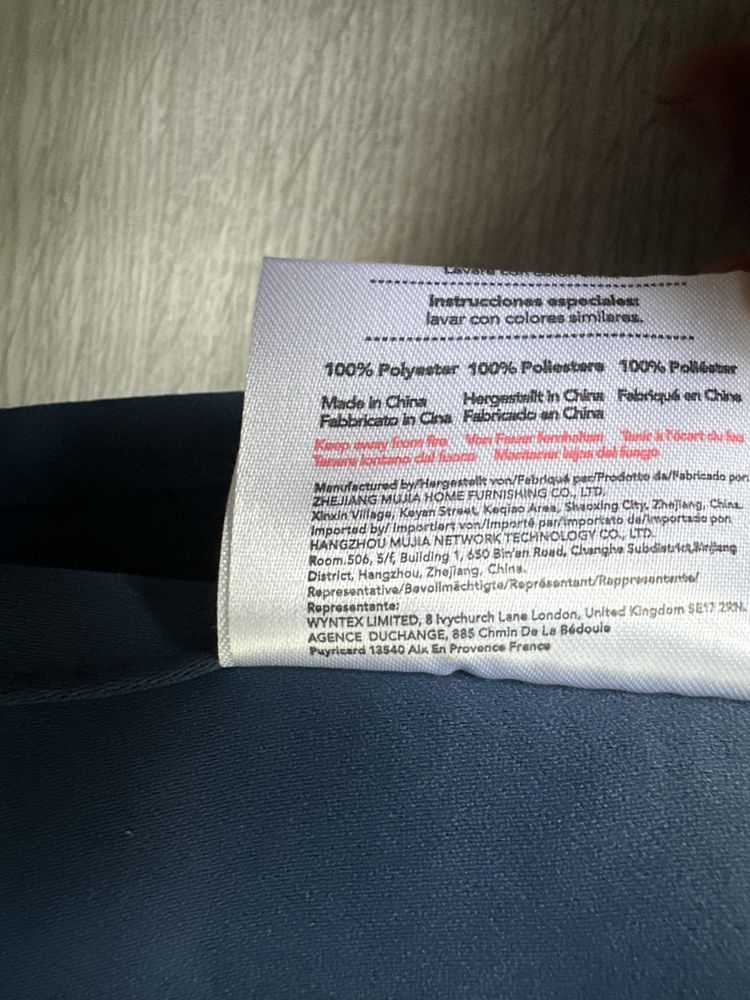 Instrucciones especiales:
lavar con colores similares.
100% Polyester 100% Poliestere 100% Poliéster
Made in China Hergestellt in China Fabriqué en Chine
Fabbricato in Cina Fabricado en China
Keep away from fire Von Feuer fernhalten Tenir à l'écart du feu
Tenere lontano dal fuoco Mantener lejos del fuego
Manufactured by/Hergestellt von/Fabriqué par/Prodotto da/Fabricado por:
ZHEJIANG MUJIA HOME FURNISHING CO., LTD.
Xinxin Village, Keyan Street, Keqiao Area, Shaoxing City, Zhejiang, China.
Imported by/ Importiert von/Importé par/Importato da/Importado por:
HANGZHOU MUJIA NETWORK TECHNOLOGY CO., LTD.
Room.506, 5/f, Building 1, 650 Bin'an Road, Changhe Subdistrict,Binjiang
District, Hangzhou, Zhejiang, China.
Representative/Bevollmächtigte/Représentant/Rappresentante/
Representante:
WYNTEX LIMITED, 8 Ivychurch Lane London, United Kingdom SE17 2RN.
AGENCE DUCHANGE, 885 Chmin De La Bédoule
Puyricard 13540 Aix En Provence France